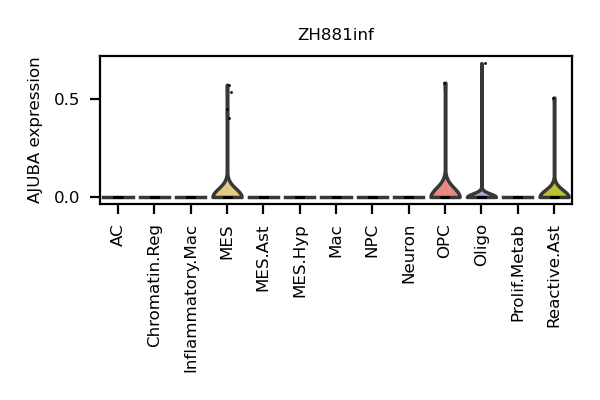 ZH881inf
AJUBA expression
0.5
0.0
AC
Chromatin.Reg
Inflammatory.Mac
MES
MES.Ast
MES.Hyp
Mac
NPC
Neuron
OPC
Oligo
Prolif.Metab
Reactive.Ast